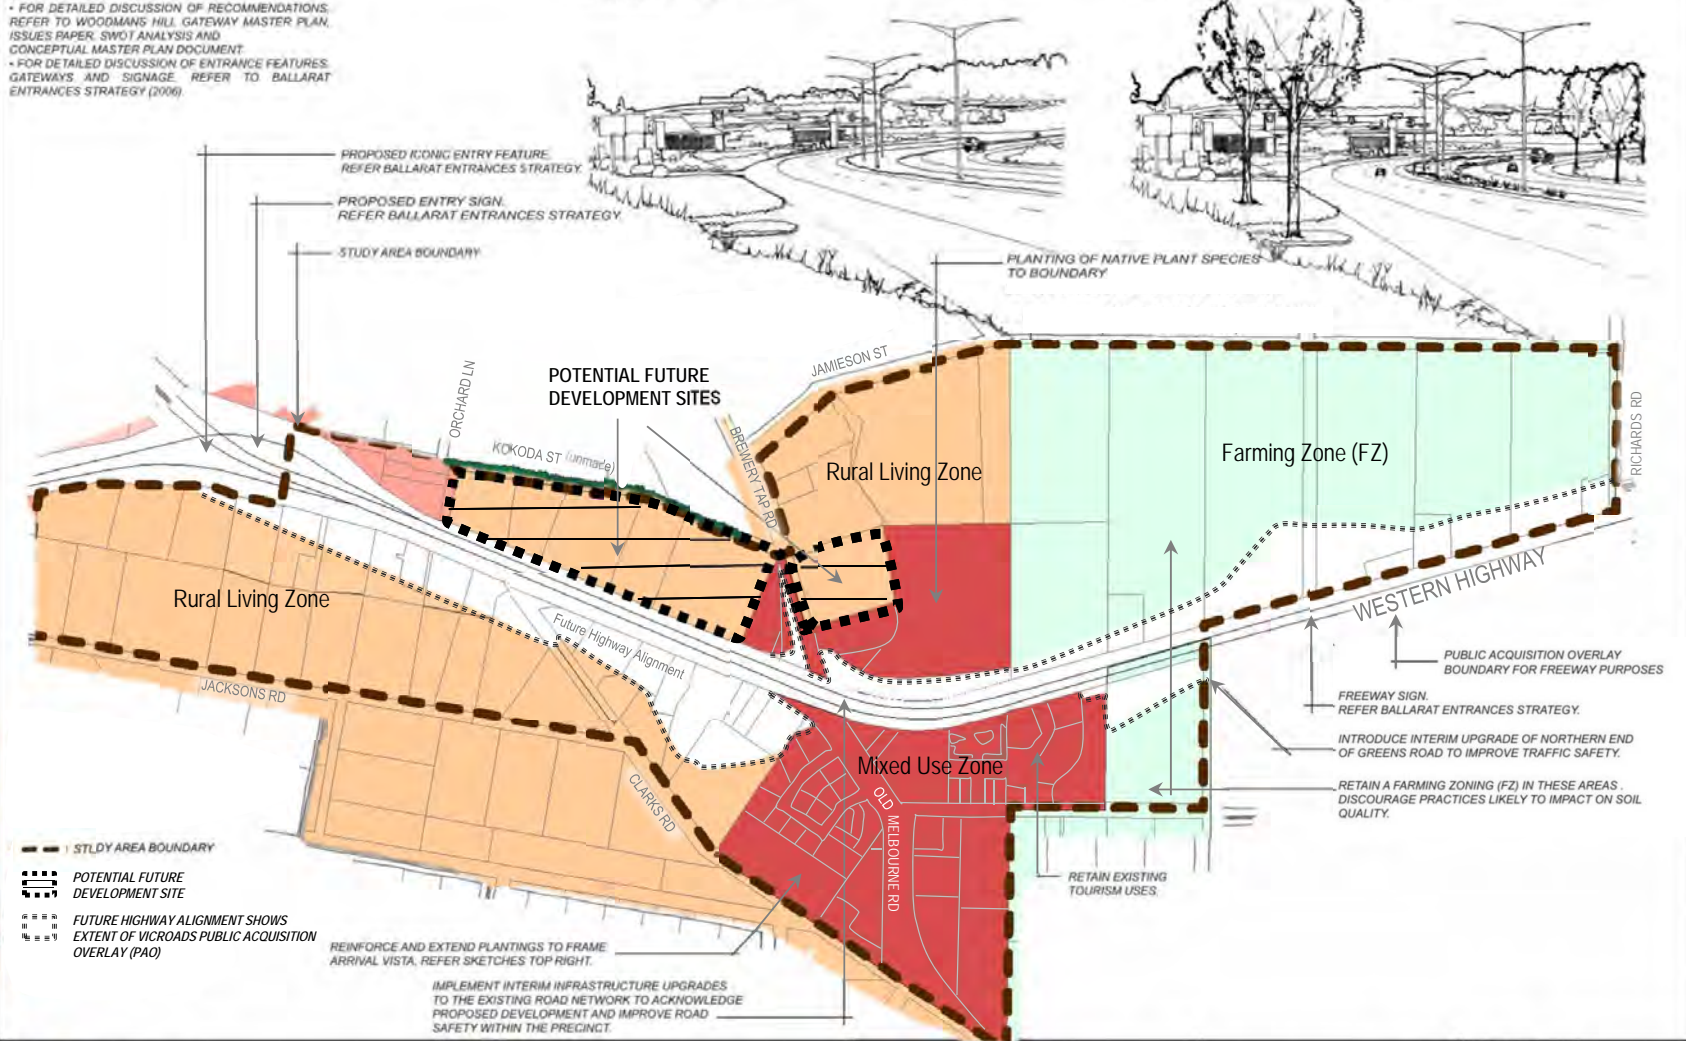 • FOR DETAILED DISCUSSION OF RECOMMENDATIONS,
REFER TO WOODMANS HILL GATEWAY MASTER PLAN,
ISSUES PAPER, SWOT ANALYSIS AND
CONCEPTUAL MASTER PLAN DOCUMENT
• FOR DETAILED DISCUSSION OF ENTRANCE FEATURES,
GATEWAYS AND SIGNAGE, REFER TO BALLARAT
ENTRANCES STRATEGY (2006).
PROPOSED ICONIC ENTRY FEATURE.
REFER BALLARAT ENTRANCES STRATEGY.
PROPOSED ENTRY SIGN.
REFER BALLARAT ENTRANCES STRATEGY.
STUDY AREA BOUNDARY
PLANTING OF NATIVE PLANT SPECIES
TO BOUNDARY
ORCHARD LN
POTENTIAL FUTURE
DEVELOPMENT SITES
JAMIESON ST
KOKODA ST (unmade)
BREWERY TAP RD
Rural Living Zone
Farming Zone (FZ)
RICHARDS RD
Rural Living Zone
Future Highway Alignment
WESTERN HIGHWAY
JACKSONS RD
CLARKS RD
Mixed Use Zone
OLD MELBOURNE RD
PUBLIC ACQUISITION OVERLAY
BOUNDARY FOR FREEWAY PURPOSES
FREEWAY SIGN.
REFER BALLARAT ENTRANCES STRATEGY.
INTRODUCE INTERIM UPGRADE OF NORTHERN END
OF GREENS ROAD TO IMPROVE TRAFFIC SAFETY.
RETAIN A FARMING ZONING (FZ) IN THESE AREAS .
DISCOURAGE PRACTICES LIKELY TO IMPACT ON SOIL
QUALITY.
RETAIN EXISTING
TOURISM USES.
STUDY AREA BOUNDARY
POTENTIAL FUTURE
DEVELOPMENT SITE
FUTURE HIGHWAY ALIGNMENT SHOWS
EXTENT OF VICROADS PUBLIC ACQUISITION
OVERLAY (PAO)
REINFORCE AND EXTEND PLANTINGS TO FRAME
ARRIVAL VISTA, REFER SKETCHES TOP RIGHT.
IMPLEMENT INTERIM INFRASTRUCTURE UPGRADES
TO THE EXISTING ROAD NETWORK TO ACKNOWLEDGE
PROPOSED DEVELOPMENT AND IMPROVE ROAD
SAFETY WITHIN THE PRECINCT.